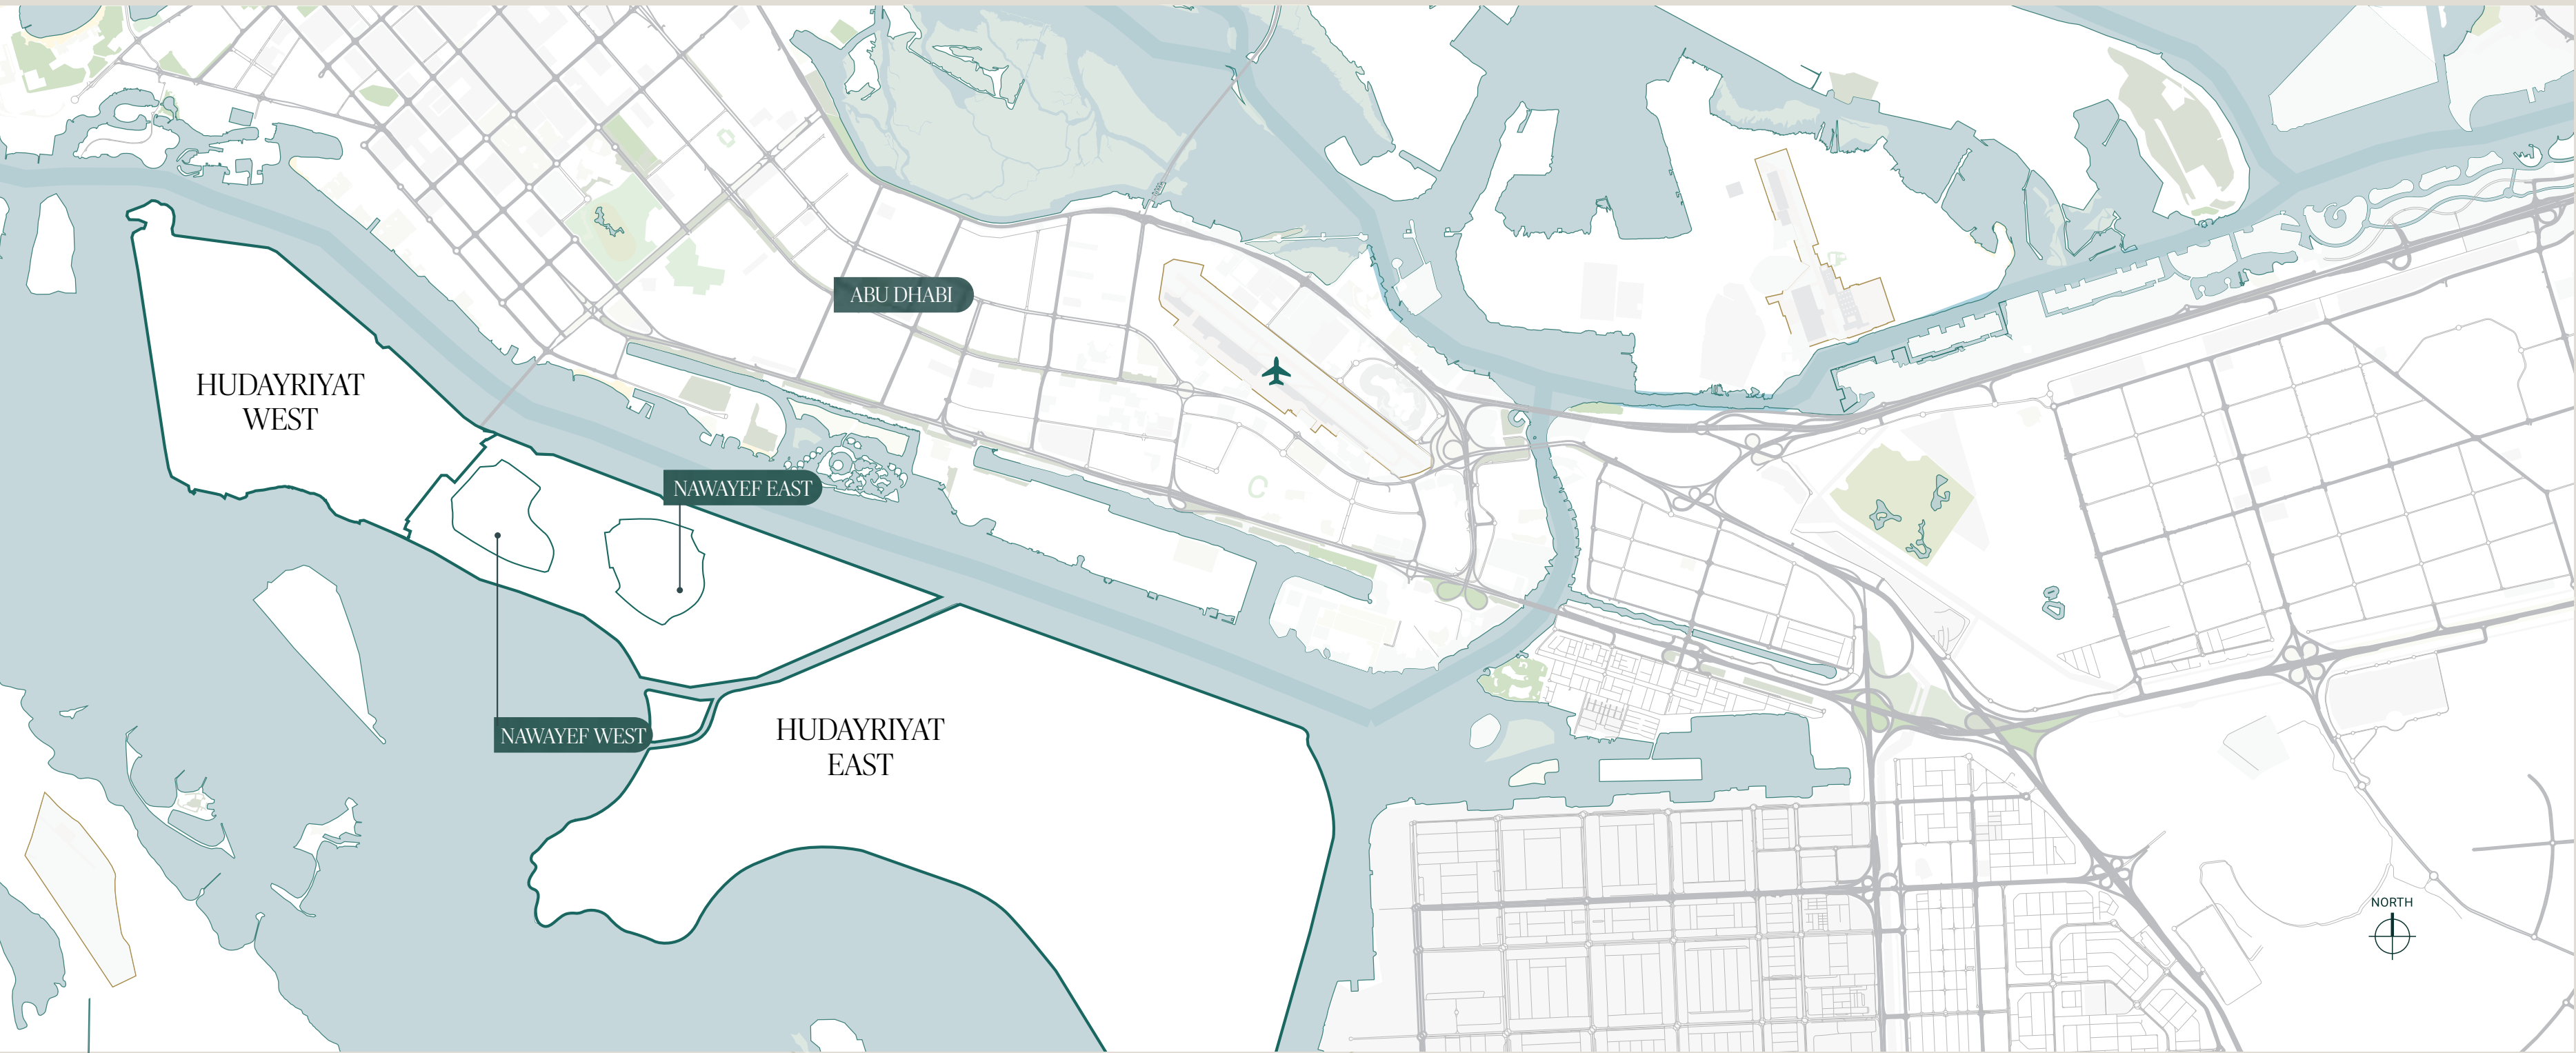 ABU DHABI
HUDAYRIYAT
WEST
NAWAYEF EAST
NAWAYEF WEST
HUDAYRIYAT
EAST
NORTH